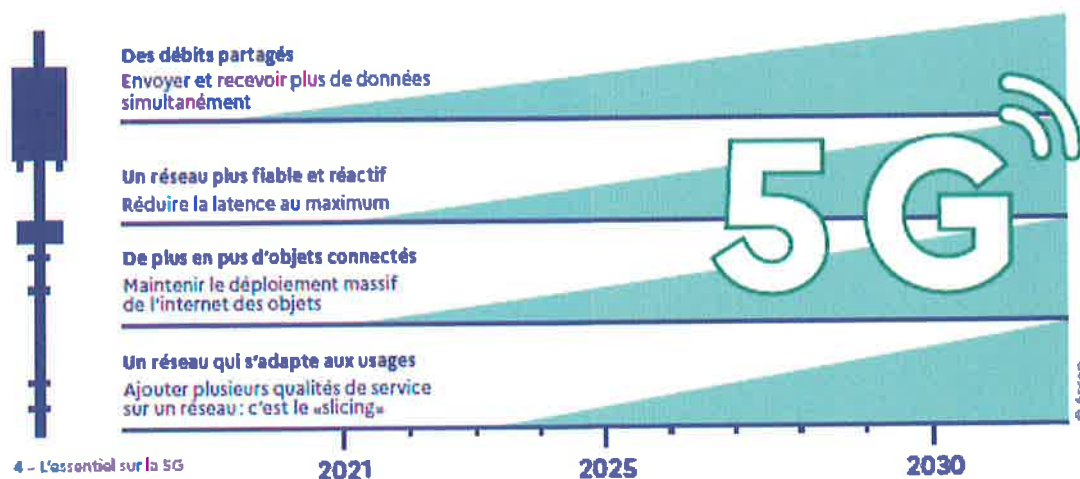 Des débits partagés
Envoyer et recevoir plus de données
simultanément
Un réseau plus fiable et réactif
Réduire la latence au maximum
De plus en pus d'objets connectés
Maintenir le déploiement massif
de l'internet des objets
Un réseau qui s'adapte aux usages
Ajouter plusieurs qualités de service
sur un réseau : c'est le «slicing»
5G
2021
2025
2030
4 – L'essentiel sur la 5G